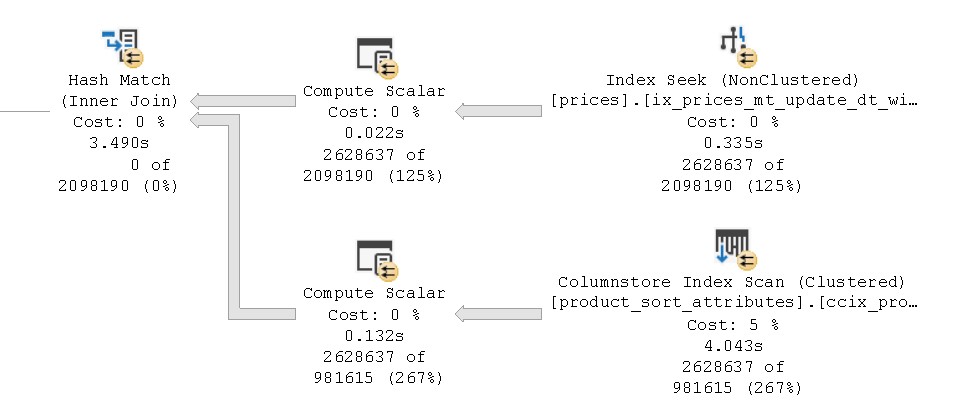 Hash Match
(Inner Join)
Cost: 0 %
3.490s
0 of
2098190 (0%)
Compute Scalar
Cost: 0 %
0.022s
2628637 of
2098190 (125%)
Index Seek (NonClustered)
[prices].[ix_prices_mt_update_dt_wi…
Cost: 0 %
0.335s
2628637 of
2098190 (125%)
Compute Scalar
Cost: 0 %
0.132s
2628637 of
981615 (267%)
Columnstore Index Scan (Clustered)
[product_sort_attributes].[ccix_pro…
Cost: 5 %
4.043s
2628637 of
981615 (267%)